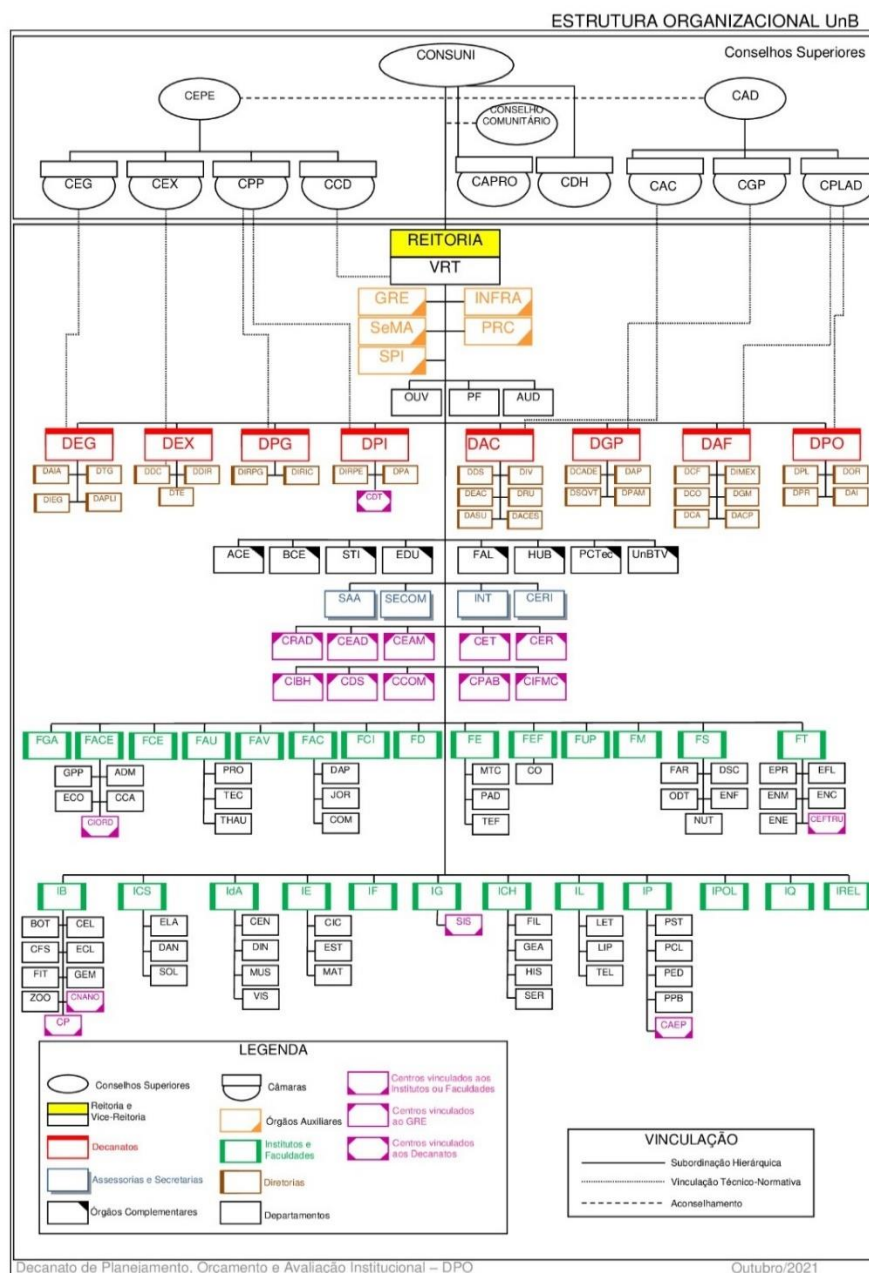 ESTRUTURA ORGANIZACIONAL UnB
CONSUNI
Conselhos Superiores
CEPE
CAD
CONSELHO
COMUNITÁRIO
CEG
CEX
CPP
CCD
CAPRO
CDH
CAC
CGP
CPLAD
REITORIA
VRT
GRE
INFRA
SeMA
PRC
SPI
OUV
PF
AUD
DEG
DEX
DPG
DPI
DAC
DGP
DAF
DPO
DAIA
DTG
DDC
DDIR
DIRPG
DIRIC
DIRPE
DPA
DDS
DIV
DCADE
DAP
DCF
DIMEX
DPL
DOR
DIEG
DAPLI
DTE
CDT
DEAC
DRU
DSQVT
DPAM
DCO
DGM
DPR
DAI
DASU
DACES
DCA
DACP
ACE
BCE
STI
EDU
FAL
HUB
PCTec
UnBTV
SAA
SECOM
INT
CERI
CRAD
CEAD
CEAM
CET
CER
CIBH
CDS
CCOM
CPAB
CIFMC
FGA
FACE
FCE
FAU
FAV
FAC
FCI
FD
FE
FEF
FUP
FM
FS
FT
GPP
ADM
PRO
DAP
MTC
CO
FAR
DSC
EPR
EFL
ECO
CCA
TEC
JOR
PAD
ODT
ENF
ENM
ENC
CIORD
THAU
COM
TEF
NUT
ENE
CEFTRU
IB
ICS
IdA
IE
IF
IG
ICH
IL
IP
IPOL
IQ
IREL
BOT
CEL
ELA
CEN
CIC
SIS
FIL
LET
PST
CFS
ECL
DAN
DIN
EST
GEA
LIP
PCL
FIT
GEM
SOL
MUS
MAT
HIS
TEL
PED
ZOO
CNANO
VIS
SER
PPB
CP
CAEP
LEGENDA
Conselhos Superiores
Câmaras
Centros vinculados aos
Institutos ou Faculdades
Reitoria e
Vice-Reitoria
Órgãos Auxiliares
Centros vinculados
ao GRE
Decanatos
Institutos e
Faculdades
Centros vinculados
aos Decanatos
Assessorias e Secretarias
Diretorias
Órgãos Complementares
Departamentos
VINCULAÇÃO
Subordinação Hierárquica
Vinculação Técnico-Normativa
Aconselhamento
Decanato de Planejamento, Orçamento e Avaliação Institucional – DPO
Outubro/2021